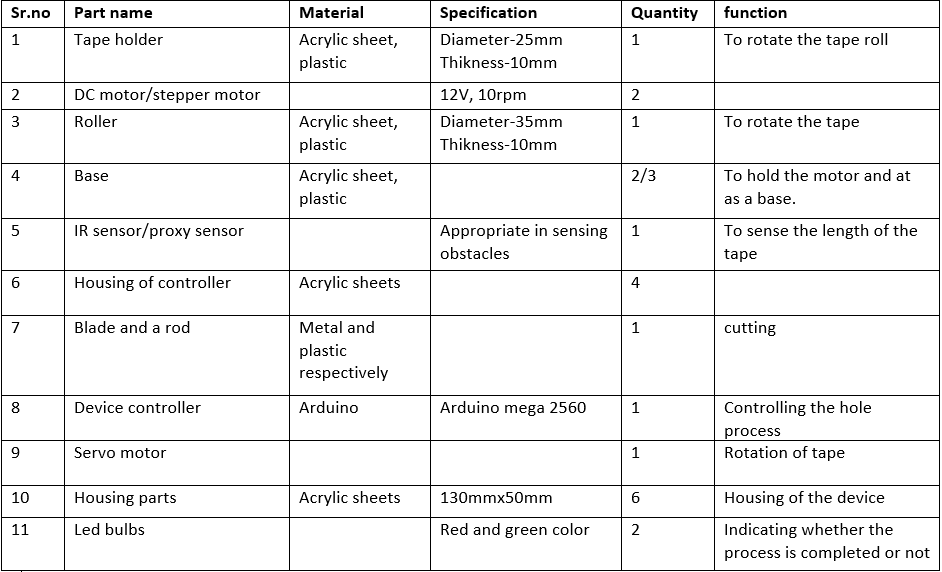 Sr.no Part name Material Specification Quantity function
1 Tape holder Acrylic sheet, Diameter-25mm 1 To rotate the tape roll
plastic Thikness-10mm
2 DC motor/stepper motor 12V, 10rpm 2
3 Roller Acrylic sheet, Diameter-35mm 1 To rotate the tape
plastic Thikness-10mm
4 Base Acrylic sheet, 2/3 To hold the motor and at
plastic as a base.
5 IR sensor/proxy sensor Appropriate in sensing 1 To sense the length of the
obstacles tape
6 Housing of controller Acrylic sheets 4
7 Blade and a rod Metal and 1 cutting
plastic
respectively
8 Device controller Arduino Arduino mega 2560 1 Controlling the hole
process
9 Servo motor 1 Rotation of tape
10 Housing parts Acrylic sheets 130mmx50mm 6 Housing of the device
11 Led bulbs Red and green color 2 Indicating whether the
process is completed or not